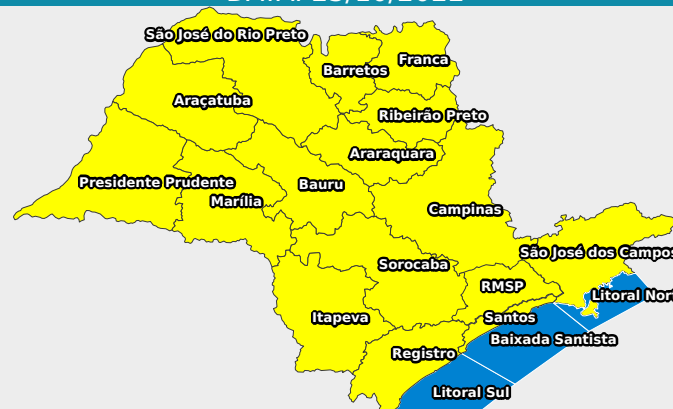 São José do Rio Preto
Franca
Barretos
Araçatuba
Ribeirão Preto
Araraquara
Presidente Prudente
Bauru
Marília
Campinas
São José dos Campos
Sorocaba
RMSP
Litoral Nort
Itapeva
Santos
Baixada Santista
Registro
Litoral Sul